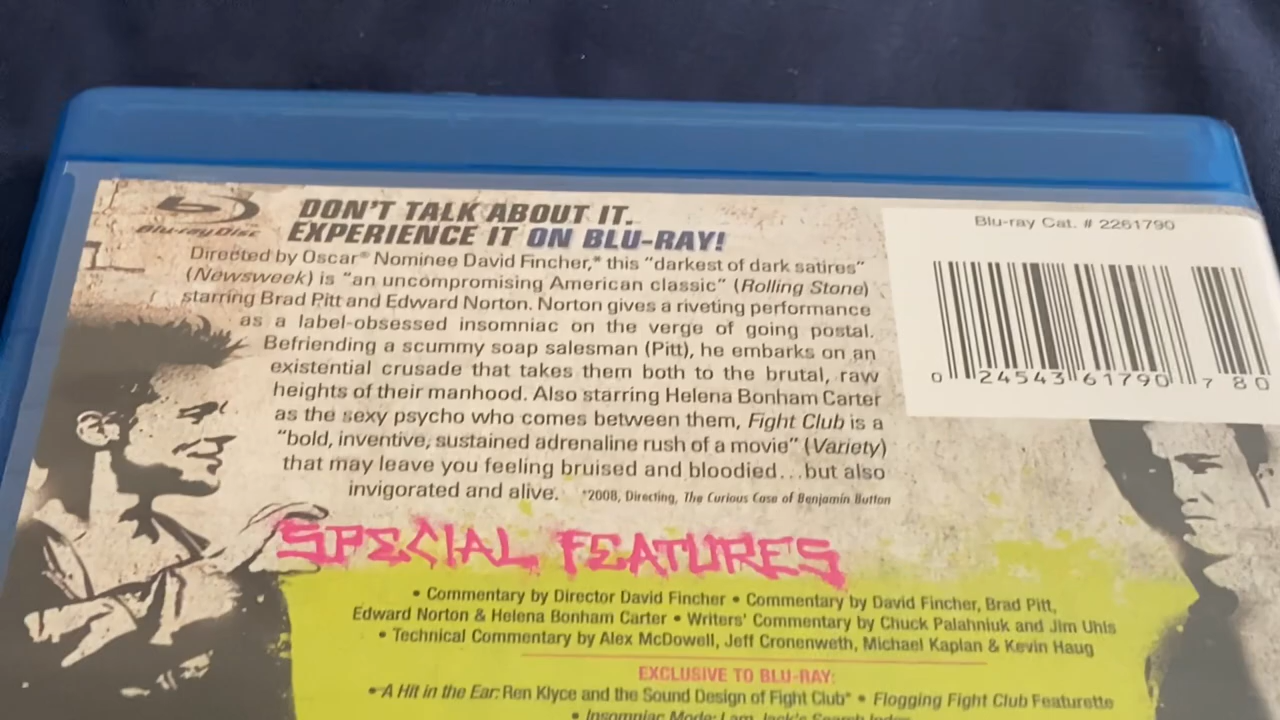 Blu-ray Disc
DON'T TALK ABOUT IT.
EXPERIENCE IT ON BLU-RAY!
Directed by Oscar® Nominee David Fincher,* this "darkest of dark satires"
(Newsweek) is "an uncompromising American classic" (Rolling Stone)
starring Brad Pitt and Edward Norton. Norton gives a riveting performance
as a label-obsessed insomniac on the verge of going postal.
Befriending a scummy soap salesman (Pitt), he embarks on an
existential crusade that takes them both to the brutal, raw
heights of their manhood. Also starring Helena Bonham Carter
as the sexy psycho who comes between them, Fight Club is a
"bold, inventive, sustained adrenaline rush of a movie" (Variety)
that may leave you feeling bruised and bloodied...but also
invigorated and alive.
*2008, Directing, The Curious Case of Benjamin Button
Blu-ray Cat. # 2261790
0 24543 61790 7 80
SPECIAL FEATURES
• Commentary by Director David Fincher • Commentary by David Fincher, Brad Pitt,
Edward Norton & Helena Bonham Carter • Writers' Commentary by Chuck Palahniuk and Jim Uhls
• Technical Commentary by Alex McDowell, Jeff Cronenweth, Michael Kaplan & Kevin Haug
EXCLUSIVE TO BLU-RAY:
• A Hit in the Ear: Ren Klyce and the Sound Design of Fight Club* • Flogging Fight Club Featurette
• Insomniac Mode: I am Jack's Search Index